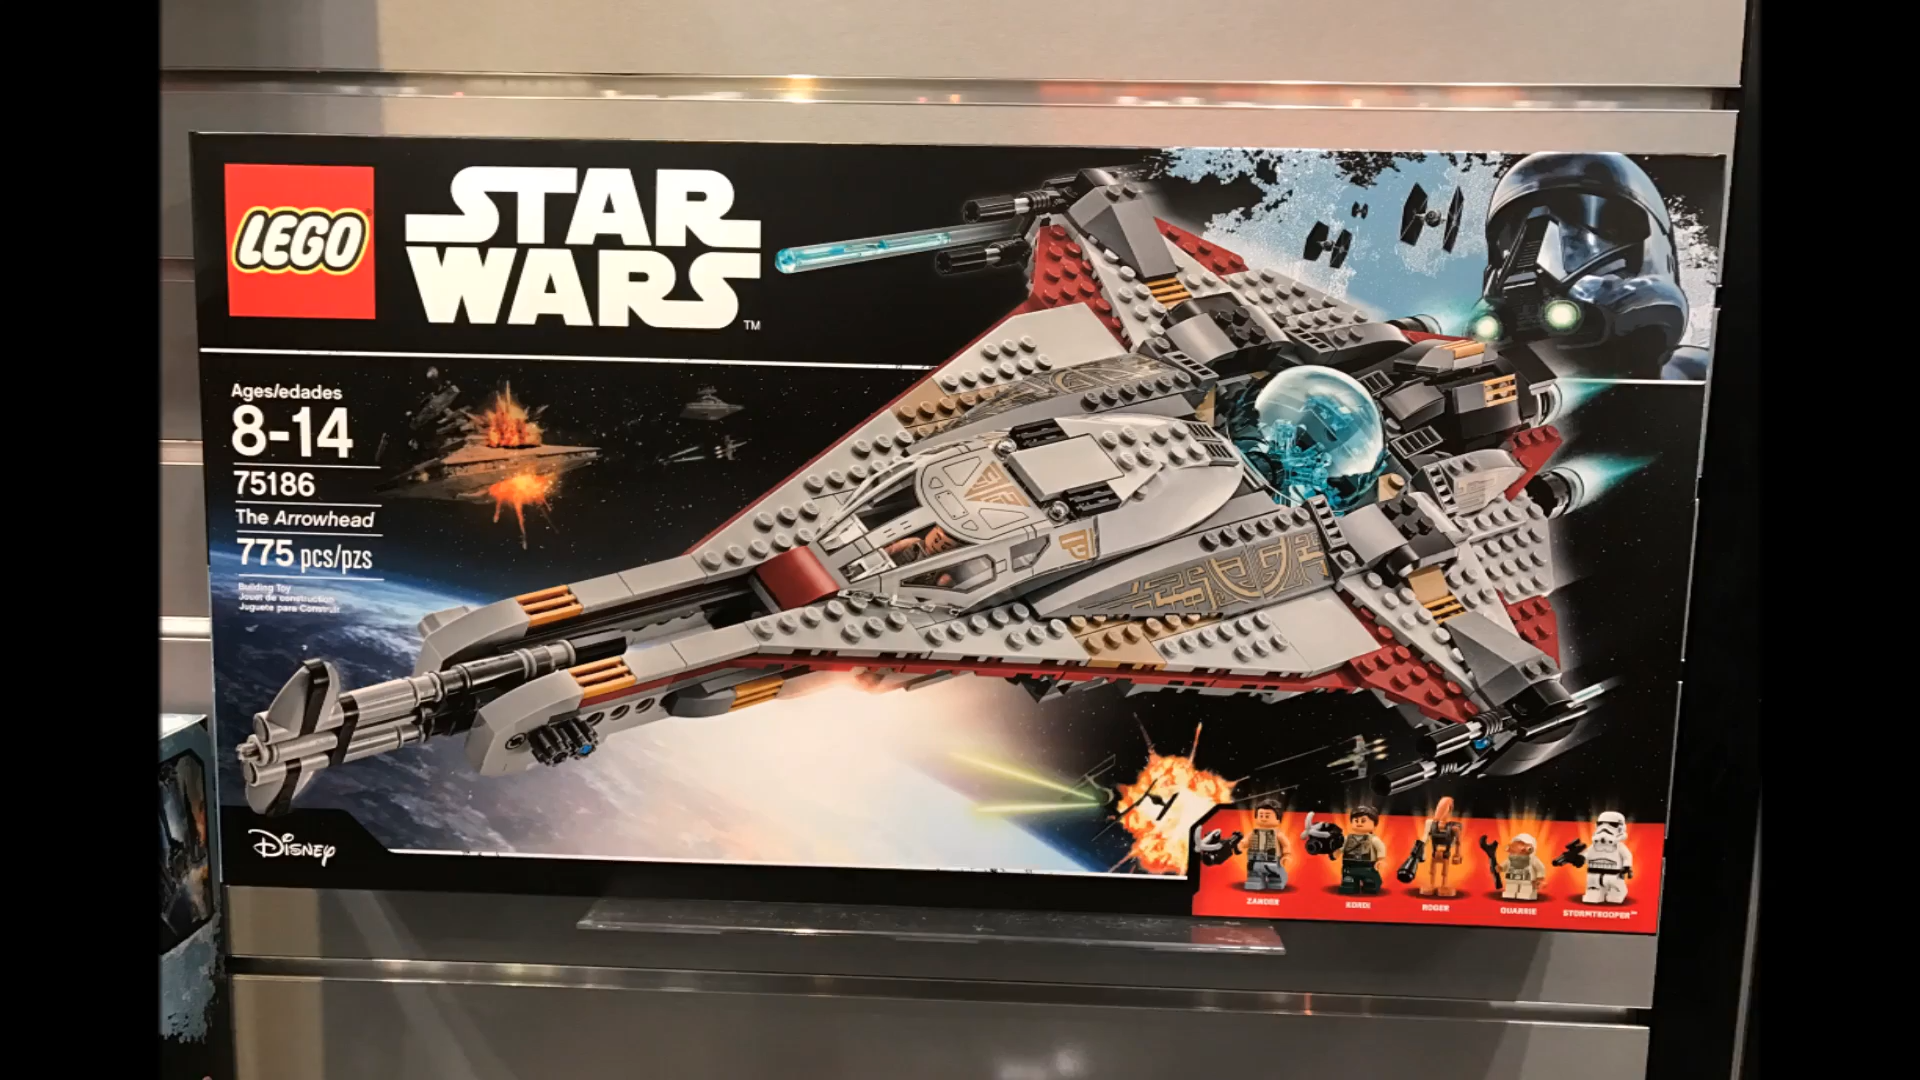 LEGO
STAR
WARS
TM
Ages/edades
8-14
75186
The Arrowhead
775 pcs/pzs
Building Toy
Jouet de construction
Juguete para Construir
Disney
ZANDER
KORDI
ROGER
QUARRIE
STORMTROOPER™